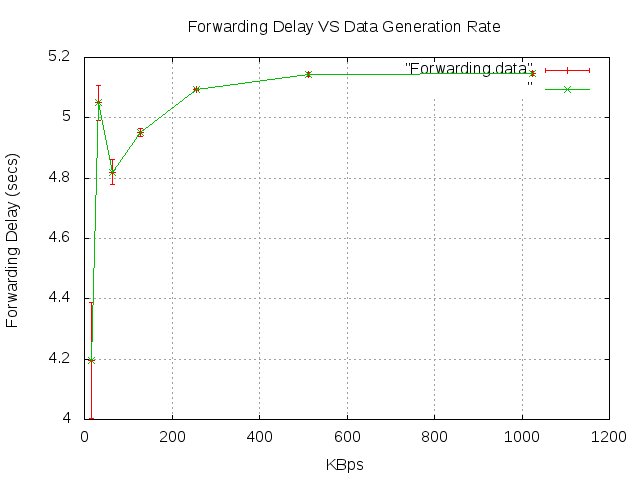 Forwarding Delay VS Data Generation Rate
5.2
"Forwarding.data"
"
5
4.8
4.6
4.4
4.2
4
Forwarding Delay (secs)
0 200 400 600 800 1000 1200
KBps